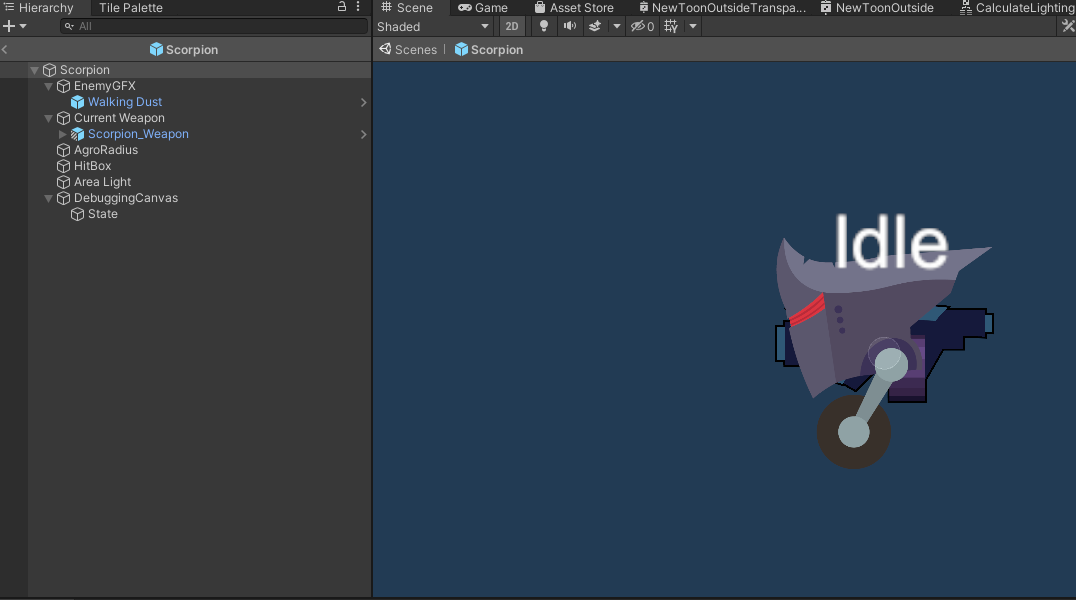 Hierarchy Tile Palette Scene Game Asset Store NewToonOutsideTranspa... NewToonOutside CalculateLighting
All Shaded 2D 0
Scorpion Scenes Scorpion
Scorpion
EnemyGFX
Walking Dust
Current Weapon
Scorpion_Weapon
AgroRadius
HitBox
Area Light
DebuggingCanvas
State
Idle